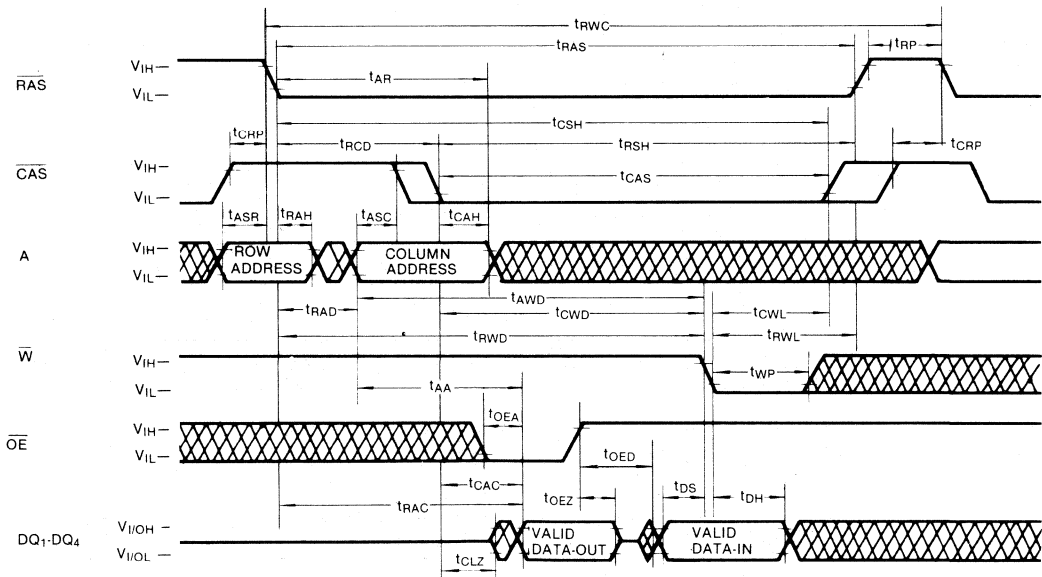 tRWC
tRAS
tRP
RAS
VIH
VIL
tAR
tCSH
tCRP
tRCD
tRSH
tCRP
CAS
VIH
VIL
tCAS
tASR
tRAH
tASC
tCAH
A
VIH
VIL
ROW
ADDRESS
COLUMN
ADDRESS
tAWD
tRAD
tCWD
tCWL
tRWD
tRWL
W
VIH
VIL
tWP
tAA
OE
VIH
VIL
tOEA
tOED
tCAC
tOEZ
tDS
tDH
tRAC
DQ1-DQ4
VI/OH
VI/OL
VALID
DATA-OUT
VALID
DATA-IN
tCLZ